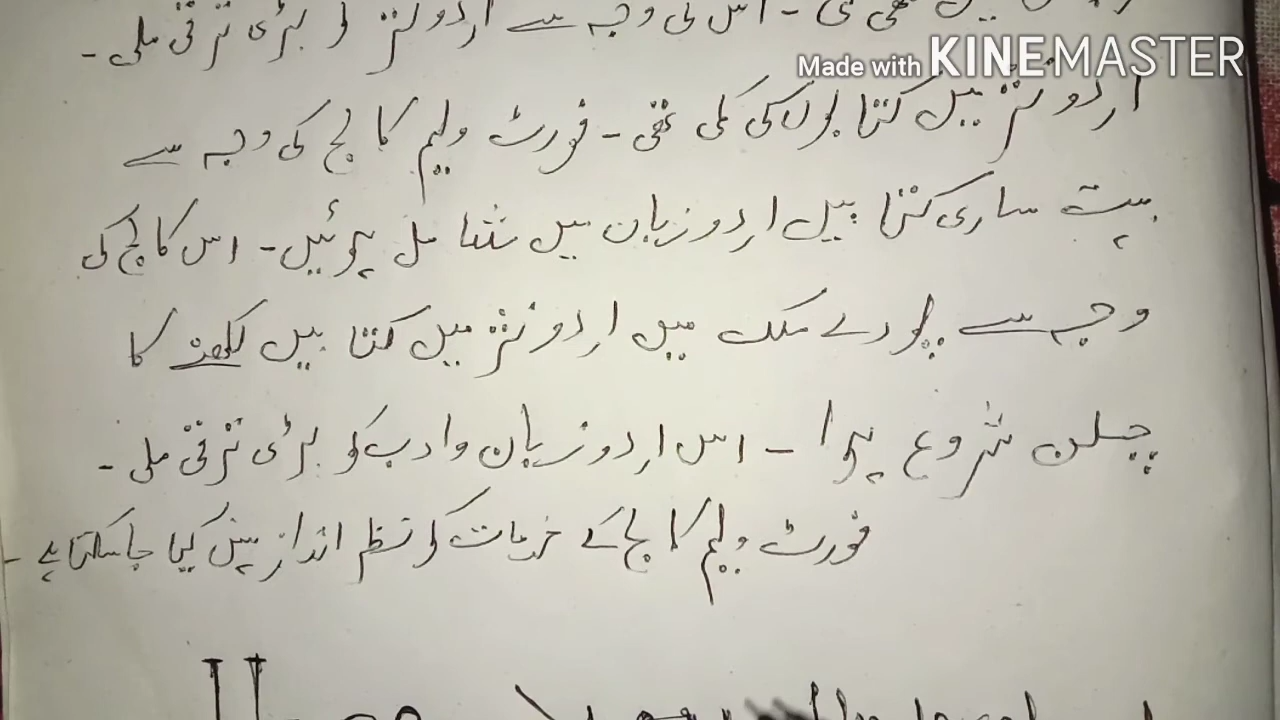 اس کی وجہ سے اردو نثر کو بڑی ترقی ملی ۔
Made with KINEMASTER
اردو نثر میں کتابوں کی کمی تھی ۔ فورٹ ولیم کالج کی وجہ سے
بہت ساری کتابیں اردو زبان میں شامل ہوئیں ۔ اس کالج کی
وجہ سے پورے ملک میں اردو نثر میں کتابیں لکھنے کا
چلن شروع ہوا ۔ اس اردو زبان و ادب کو بڑی ترقی ملی ۔
فورٹ ولیم کالج کے خدمات کو نظم انداز نہیں کیا جا سکتا ہے ۔